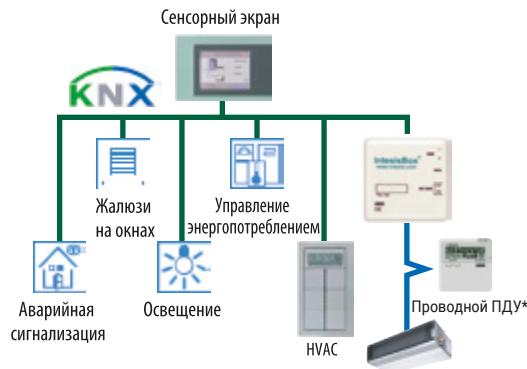 Сенсорный экран
KNX
IntesisBox
Жалюзи
на окнах
Управление
энергопотреблением
Аварийная
сигнализация
Освещение
HVAC
Проводной ПДУ*